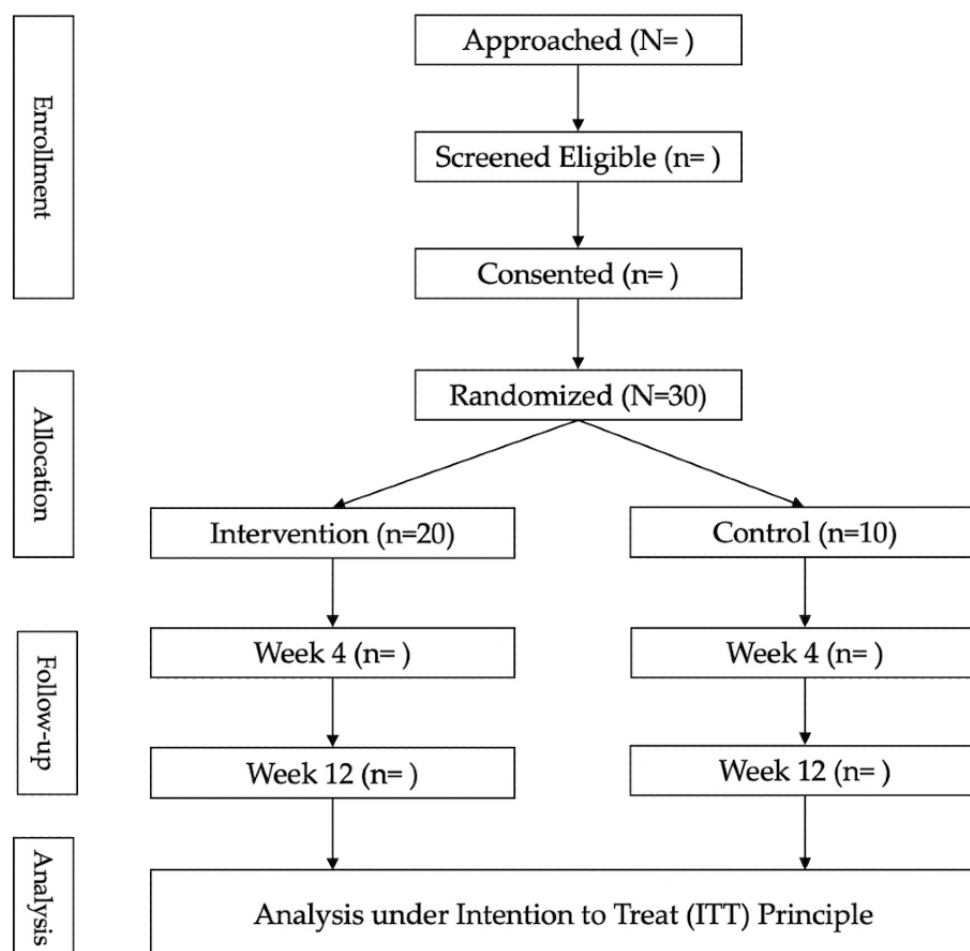 Enrollment
Approached (N= )
Screened Eligible (n= )
Consented (n= )
Allocation
Randomized (N=30)
Intervention (n=20)
Control (n=10)
Follow-up
Week 4 (n= )
Week 4 (n= )
Week 12 (n= )
Week 12 (n= )
Analysis
Analysis under Intention to Treat (ITT) Principle